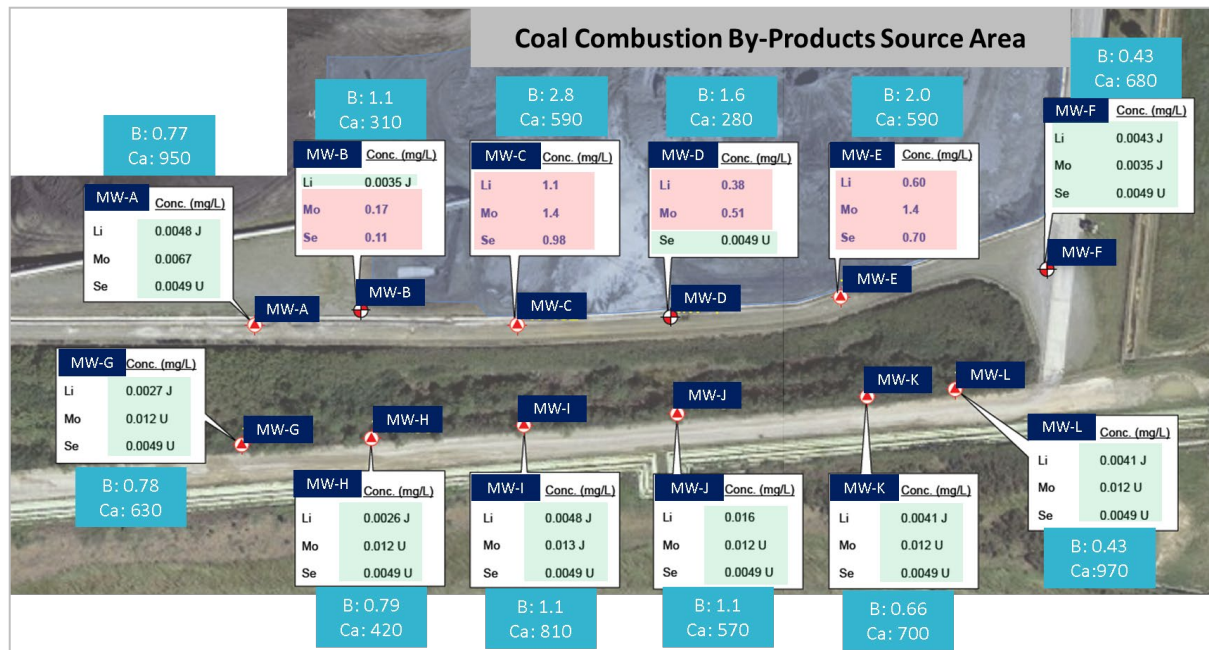 Coal Combustion By-Products Source Area
B: 0.77
Ca: 950
B: 1.1
Ca: 310
B: 2.8
Ca: 590
B: 1.6
Ca: 280
B: 2.0
Ca: 590
B: 0.43
Ca: 680
MW-A Conc. (mg/L)
Li 0.0048 J
Mo 0.0067
Se 0.0049 U
MW-B Conc. (mg/L)
Li 0.0035 J
Mo 0.17
Se 0.11
MW-C Conc. (mg/L)
Li 1.1
Mo 1.4
Se 0.98
MW-D Conc. (mg/L)
Li 0.38
Mo 0.51
Se 0.0049 U
MW-E Conc. (mg/L)
Li 0.60
Mo 1.4
Se 0.70
MW-F Conc. (mg/L)
Li 0.0043 J
Mo 0.0035 J
Se 0.0049 U
MW-A
MW-B
MW-C
MW-D
MW-E
MW-F
MW-G Conc. (mg/L)
Li 0.0027 J
Mo 0.012 U
Se 0.0049 U
MW-G
MW-H
MW-I
MW-J
MW-K
MW-L
B: 0.78
Ca: 630
MW-H Conc. (mg/L)
Li 0.0026 J
Mo 0.012 U
Se 0.0049 U
MW-I Conc. (mg/L)
Li 0.0048 J
Mo 0.013 J
Se 0.0049 U
MW-J Conc. (mg/L)
Li 0.016
Mo 0.012 U
Se 0.0049 U
MW-K Conc. (mg/L)
Li 0.0041 J
Mo 0.012 U
Se 0.0049 U
MW-L Conc. (mg/L)
Li 0.0041 J
Mo 0.012 U
Se 0.0049 U
B: 0.79
Ca: 420
B: 1.1
Ca: 810
B: 1.1
Ca: 570
B: 0.66
Ca: 700
B: 0.43
Ca:970